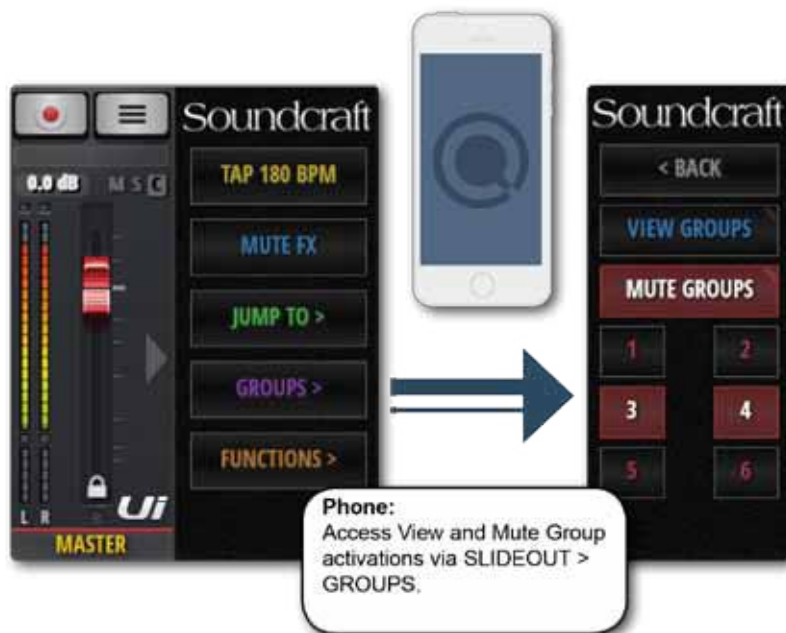 Soundcraft
0.0 dB M S C
TAP 180 BPM
MUTE FX
JUMP TO >
GROUPS >
FUNCTIONS >
L R
Ui
MASTER
Soundcraft
< BACK
VIEW GROUPS
MUTE GROUPS
1 2
3 4
5 6
Phone:
Access View and Mute Group
activations via SLIDEOUT >
GROUPS.